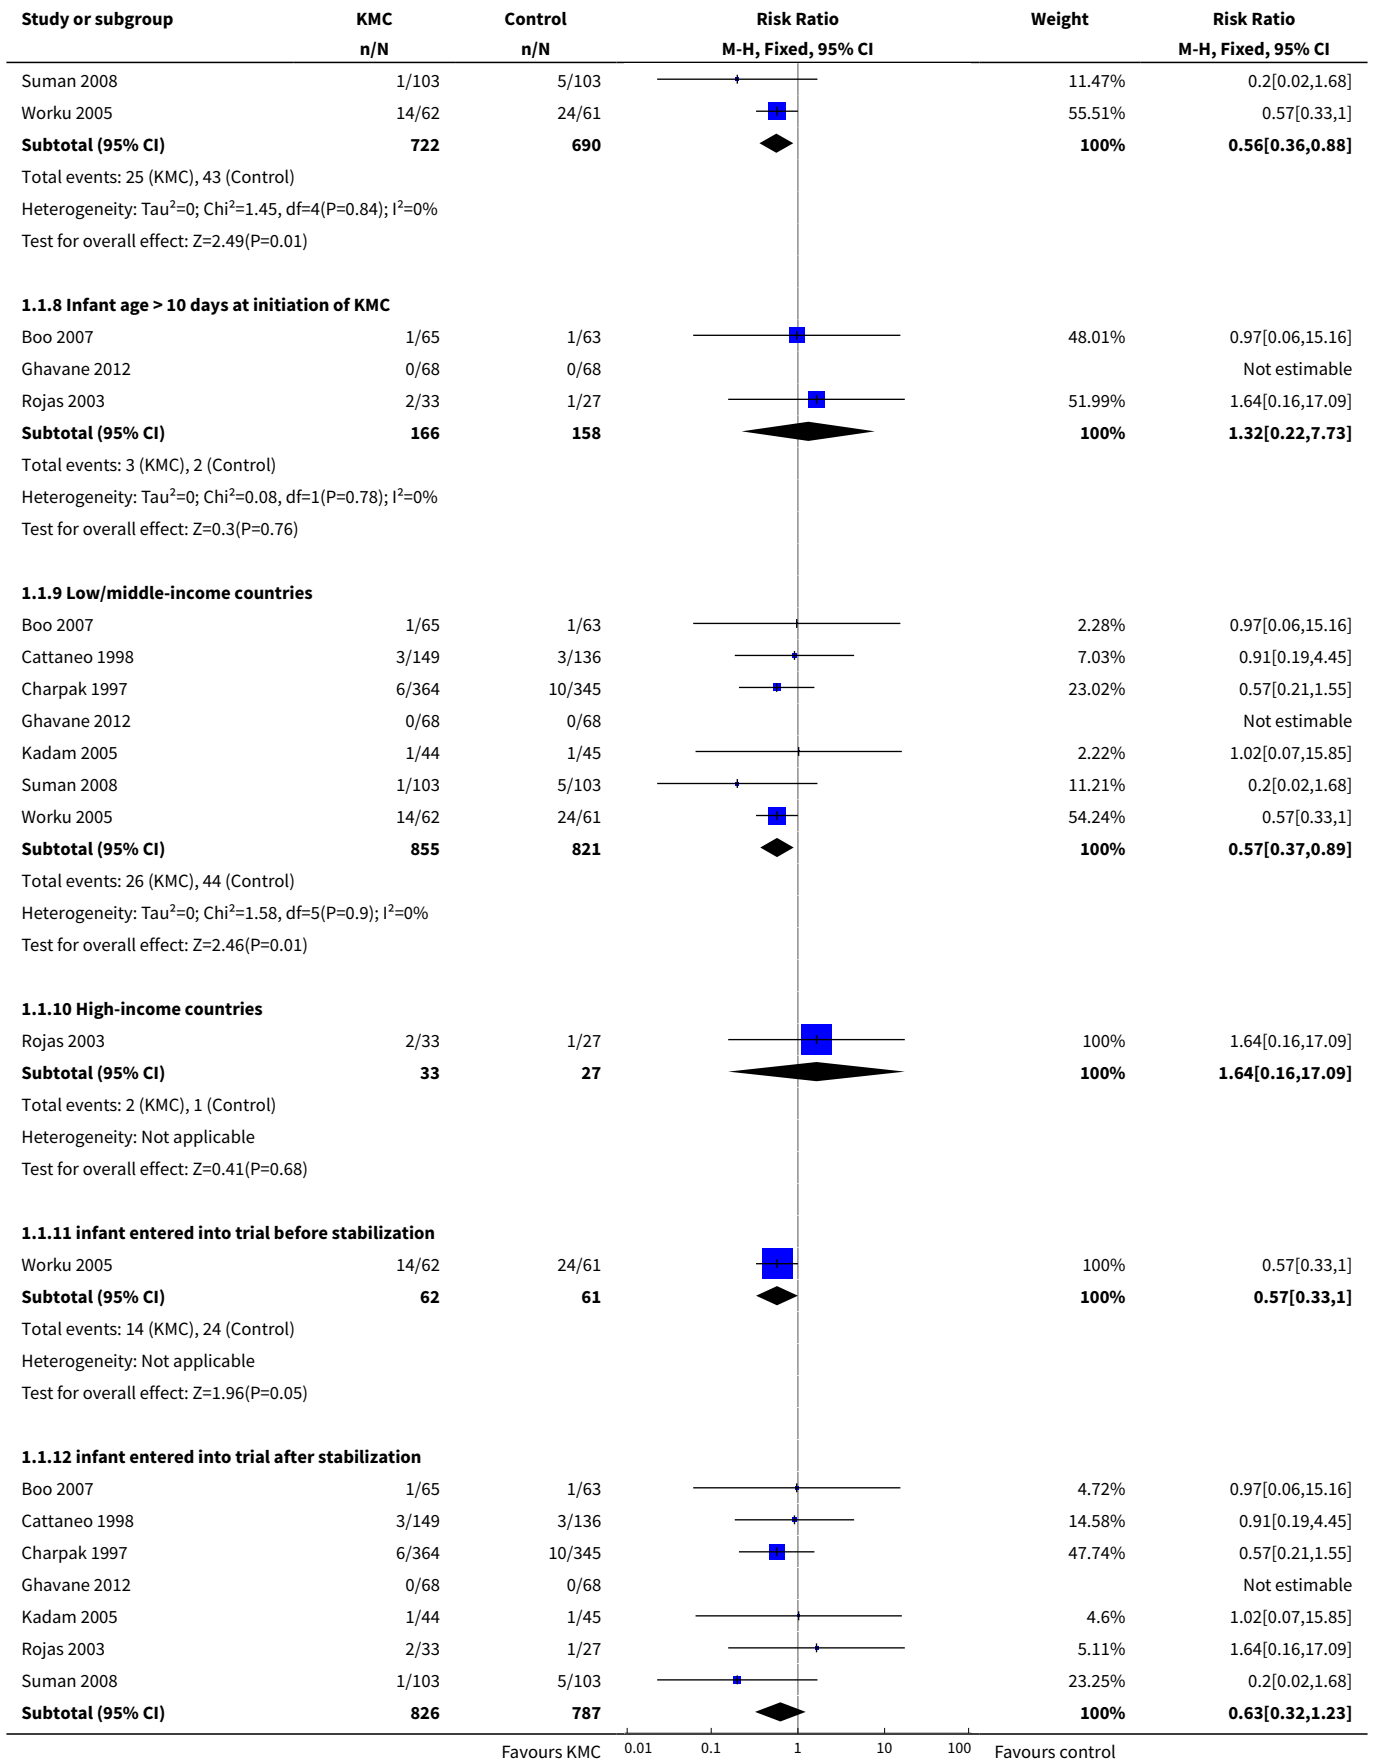 Study or subgroup KMC Control Risk Ratio Weight Risk Ratio
n/N n/N M-H, Fixed, 95% CI M-H, Fixed, 95% CI
Suman 2008 1/103 5/103 11.47% 0.2[0.02,1.68]
Worku 2005 14/62 24/61 55.51% 0.57[0.33,1]
Subtotal (95% CI) 722 690 100% 0.56[0.36,0.88]
Total events: 25 (KMC), 43 (Control)
Heterogeneity: Tau²=0; Chi²=1.45, df=4(P=0.84); I²=0%
Test for overall effect: Z=2.49(P=0.01)
1.1.8 Infant age > 10 days at initiation of KMC
Boo 2007 1/65 1/63 48.01% 0.97[0.06,15.16]
Ghavane 2012 0/68 0/68 Not estimable
Rojas 2003 2/33 1/27 51.99% 1.64[0.16,17.09]
Subtotal (95% CI) 166 158 100% 1.32[0.22,7.73]
Total events: 3 (KMC), 2 (Control)
Heterogeneity: Tau²=0; Chi²=0.08, df=1(P=0.78); I²=0%
Test for overall effect: Z=0.3(P=0.76)
1.1.9 Low/middle-income countries
Boo 2007 1/65 1/63 2.28% 0.97[0.06,15.16]
Cattaneo 1998 3/149 3/136 7.03% 0.91[0.19,4.45]
Charpak 1997 6/364 10/345 23.02% 0.57[0.21,1.55]
Ghavane 2012 0/68 0/68 Not estimable
Kadam 2005 1/44 1/45 2.22% 1.02[0.07,15.85]
Suman 2008 1/103 5/103 11.21% 0.2[0.02,1.68]
Worku 2005 14/62 24/61 54.24% 0.57[0.33,1]
Subtotal (95% CI) 855 821 100% 0.57[0.37,0.89]
Total events: 26 (KMC), 44 (Control)
Heterogeneity: Tau²=0; Chi²=1.58, df=5(P=0.9); I²=0%
Test for overall effect: Z=2.46(P=0.01)
1.1.10 High-income countries
Rojas 2003 2/33 1/27 100% 1.64[0.16,17.09]
Subtotal (95% CI) 33 27 100% 1.64[0.16,17.09]
Total events: 2 (KMC), 1 (Control)
Heterogeneity: Not applicable
Test for overall effect: Z=0.41(P=0.68)
1.1.11 infant entered into trial before stabilization
Worku 2005 14/62 24/61 100% 0.57[0.33,1]
Subtotal (95% CI) 62 61 100% 0.57[0.33,1]
Total events: 14 (KMC), 24 (Control)
Heterogeneity: Not applicable
Test for overall effect: Z=1.96(P=0.05)
1.1.12 infant entered into trial after stabilization
Boo 2007 1/65 1/63 4.72% 0.97[0.06,15.16]
Cattaneo 1998 3/149 3/136 14.58% 0.91[0.19,4.45]
Charpak 1997 6/364 10/345 47.74% 0.57[0.21,1.55]
Ghavane 2012 0/68 0/68 Not estimable
Kadam 2005 1/44 1/45 4.6% 1.02[0.07,15.85]
Rojas 2003 2/33 1/27 5.11% 1.64[0.16,17.09]
Suman 2008 1/103 5/103 23.25% 0.2[0.02,1.68]
Subtotal (95% CI) 826 787 100% 0.63[0.32,1.23]
Favours KMC 0.01 0.1 1 10 100 Favours control